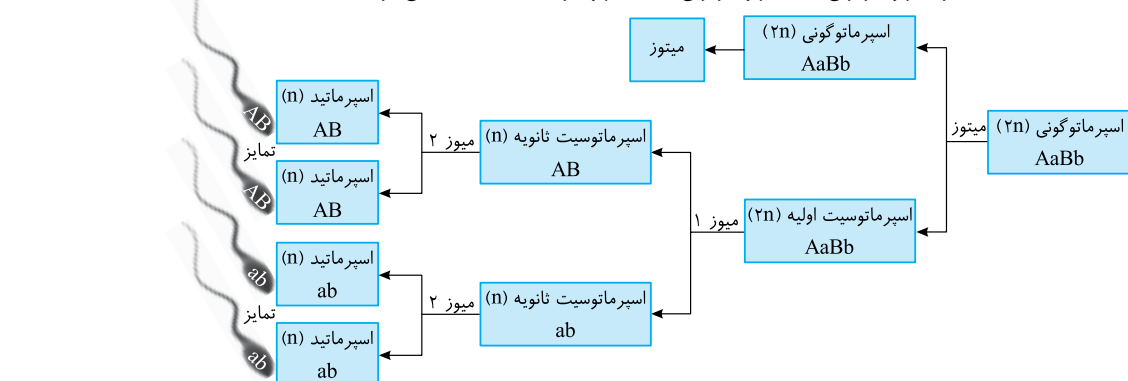 اسپرماتوگونی (۲n)
AaBb
میتوز
اسپرماتوگونی (۲n)
AaBb
میتوز
اسپرماتوسیت اولیه (۲n)
AaBb
میوز ۱
اسپرماتوسیت ثانویه (n)
AB
میوز ۲
اسپرماتید (n)
AB
اسپرماتید (n)
AB
تمایز
AB
AB
اسپرماتوسیت ثانویه (n)
ab
میوز ۲
اسپرماتید (n)
ab
اسپرماتید (n)
ab
تمایز
ab
ab